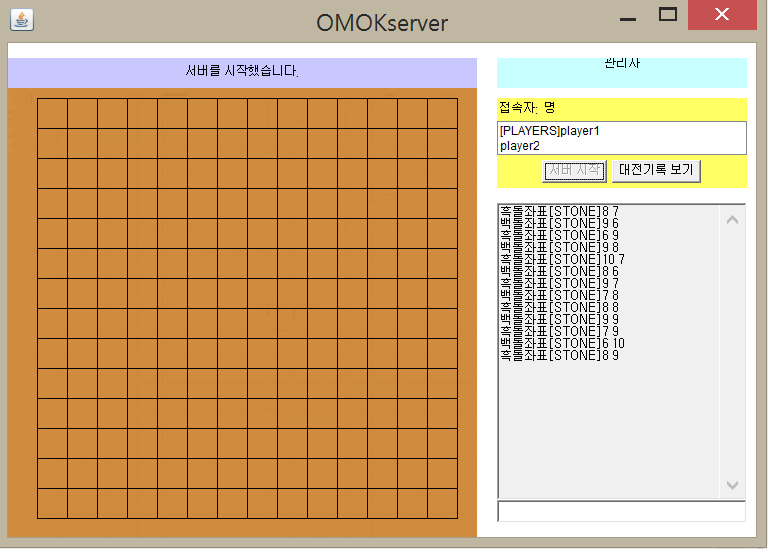 OMOKserver
서버를 시작했습니다.
관리자
접속자: 명
[PLAYERS]player1
player2
서버 시작
대전기록 보기
흑돌좌표[STONE]8 7
백돌좌표[STONE]9 6
흑돌좌표[STONE]6 9
백돌좌표[STONE]9 8
흑돌좌표[STONE]10 7
백돌좌표[STONE]8 6
흑돌좌표[STONE]9 7
백돌좌표[STONE]7 8
흑돌좌표[STONE]8 8
백돌좌표[STONE]9 9
흑돌좌표[STONE]7 9
백돌좌표[STONE]6 10
흑돌좌표[STONE]8 9